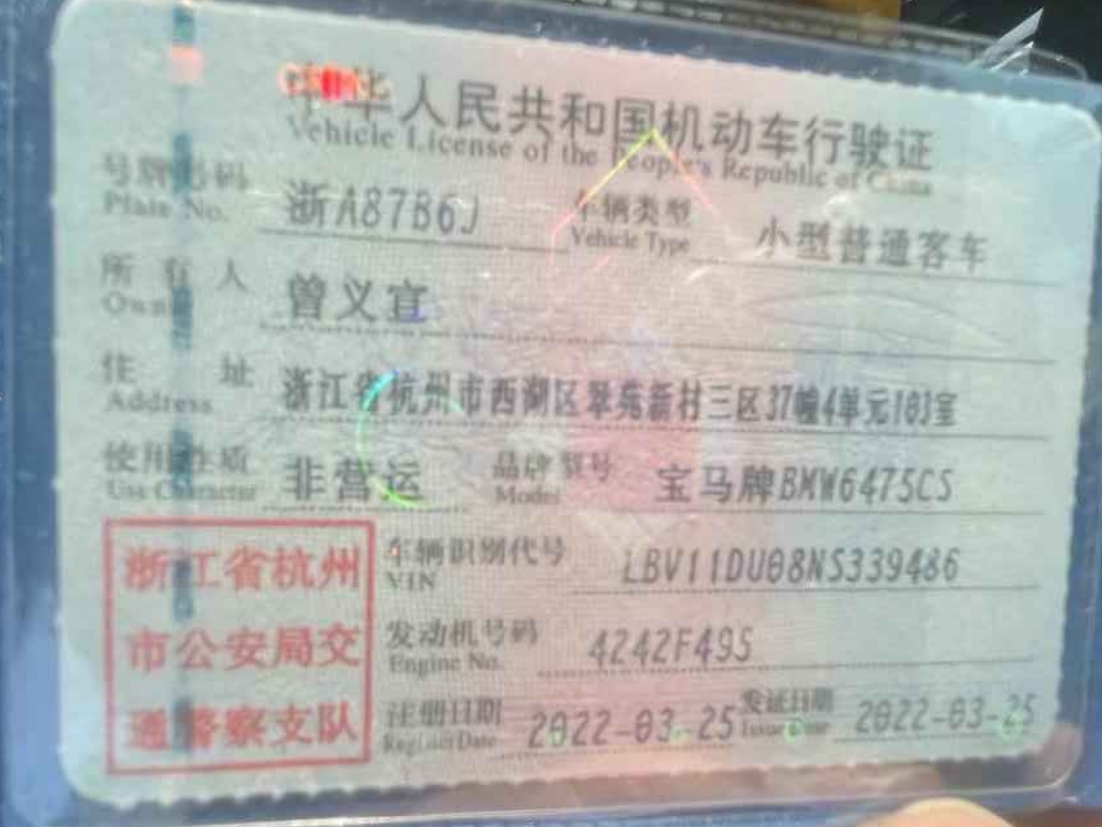 中华人民共和国机动车行驶证
Vehicle License of the People's Republic of China
号牌号码 浙A87B6J 车辆类型 小型普通客车
Plate No. Vehicle Type
所有人 曾义宣
Owner
住址 浙江省杭州市西湖区翠苑新村三区37幢4单元103室
Address
使用性质 非营运 品牌型号 宝马牌BMW6475CS
Use Character Model
浙江省杭州
市公安局交
通警察支队
车辆识别代号 LBV11DU08NS339486
VIN
发动机号码 4242F495
Engine No.
注册日期 2022-03-25 发证日期 2022-03-25
Register Date Issue Date